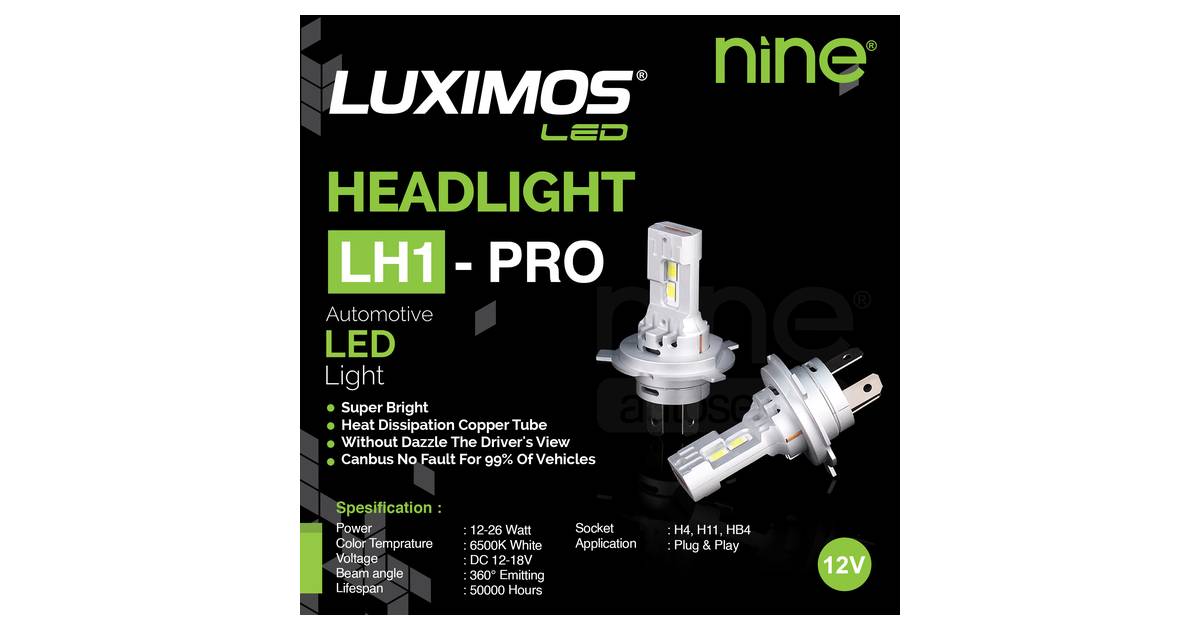 nine®
LUXIMOS®
LED
HEADLIGHT
LH1 - PRO
Automotive
LED
Light
Super Bright
Heat Dissipation Copper Tube
Without Dazzle The Driver's View
Canbus No Fault For 99% Of Vehicles
nine®
Spesification :
Power : 12-26 Watt
Color Temprature : 6500K White
Voltage : DC 12-18V
Beam angle : 360° Emitting
Lifespan : 50000 Hours
Socket : H4, H11, HB4
Application : Plug & Play
12V